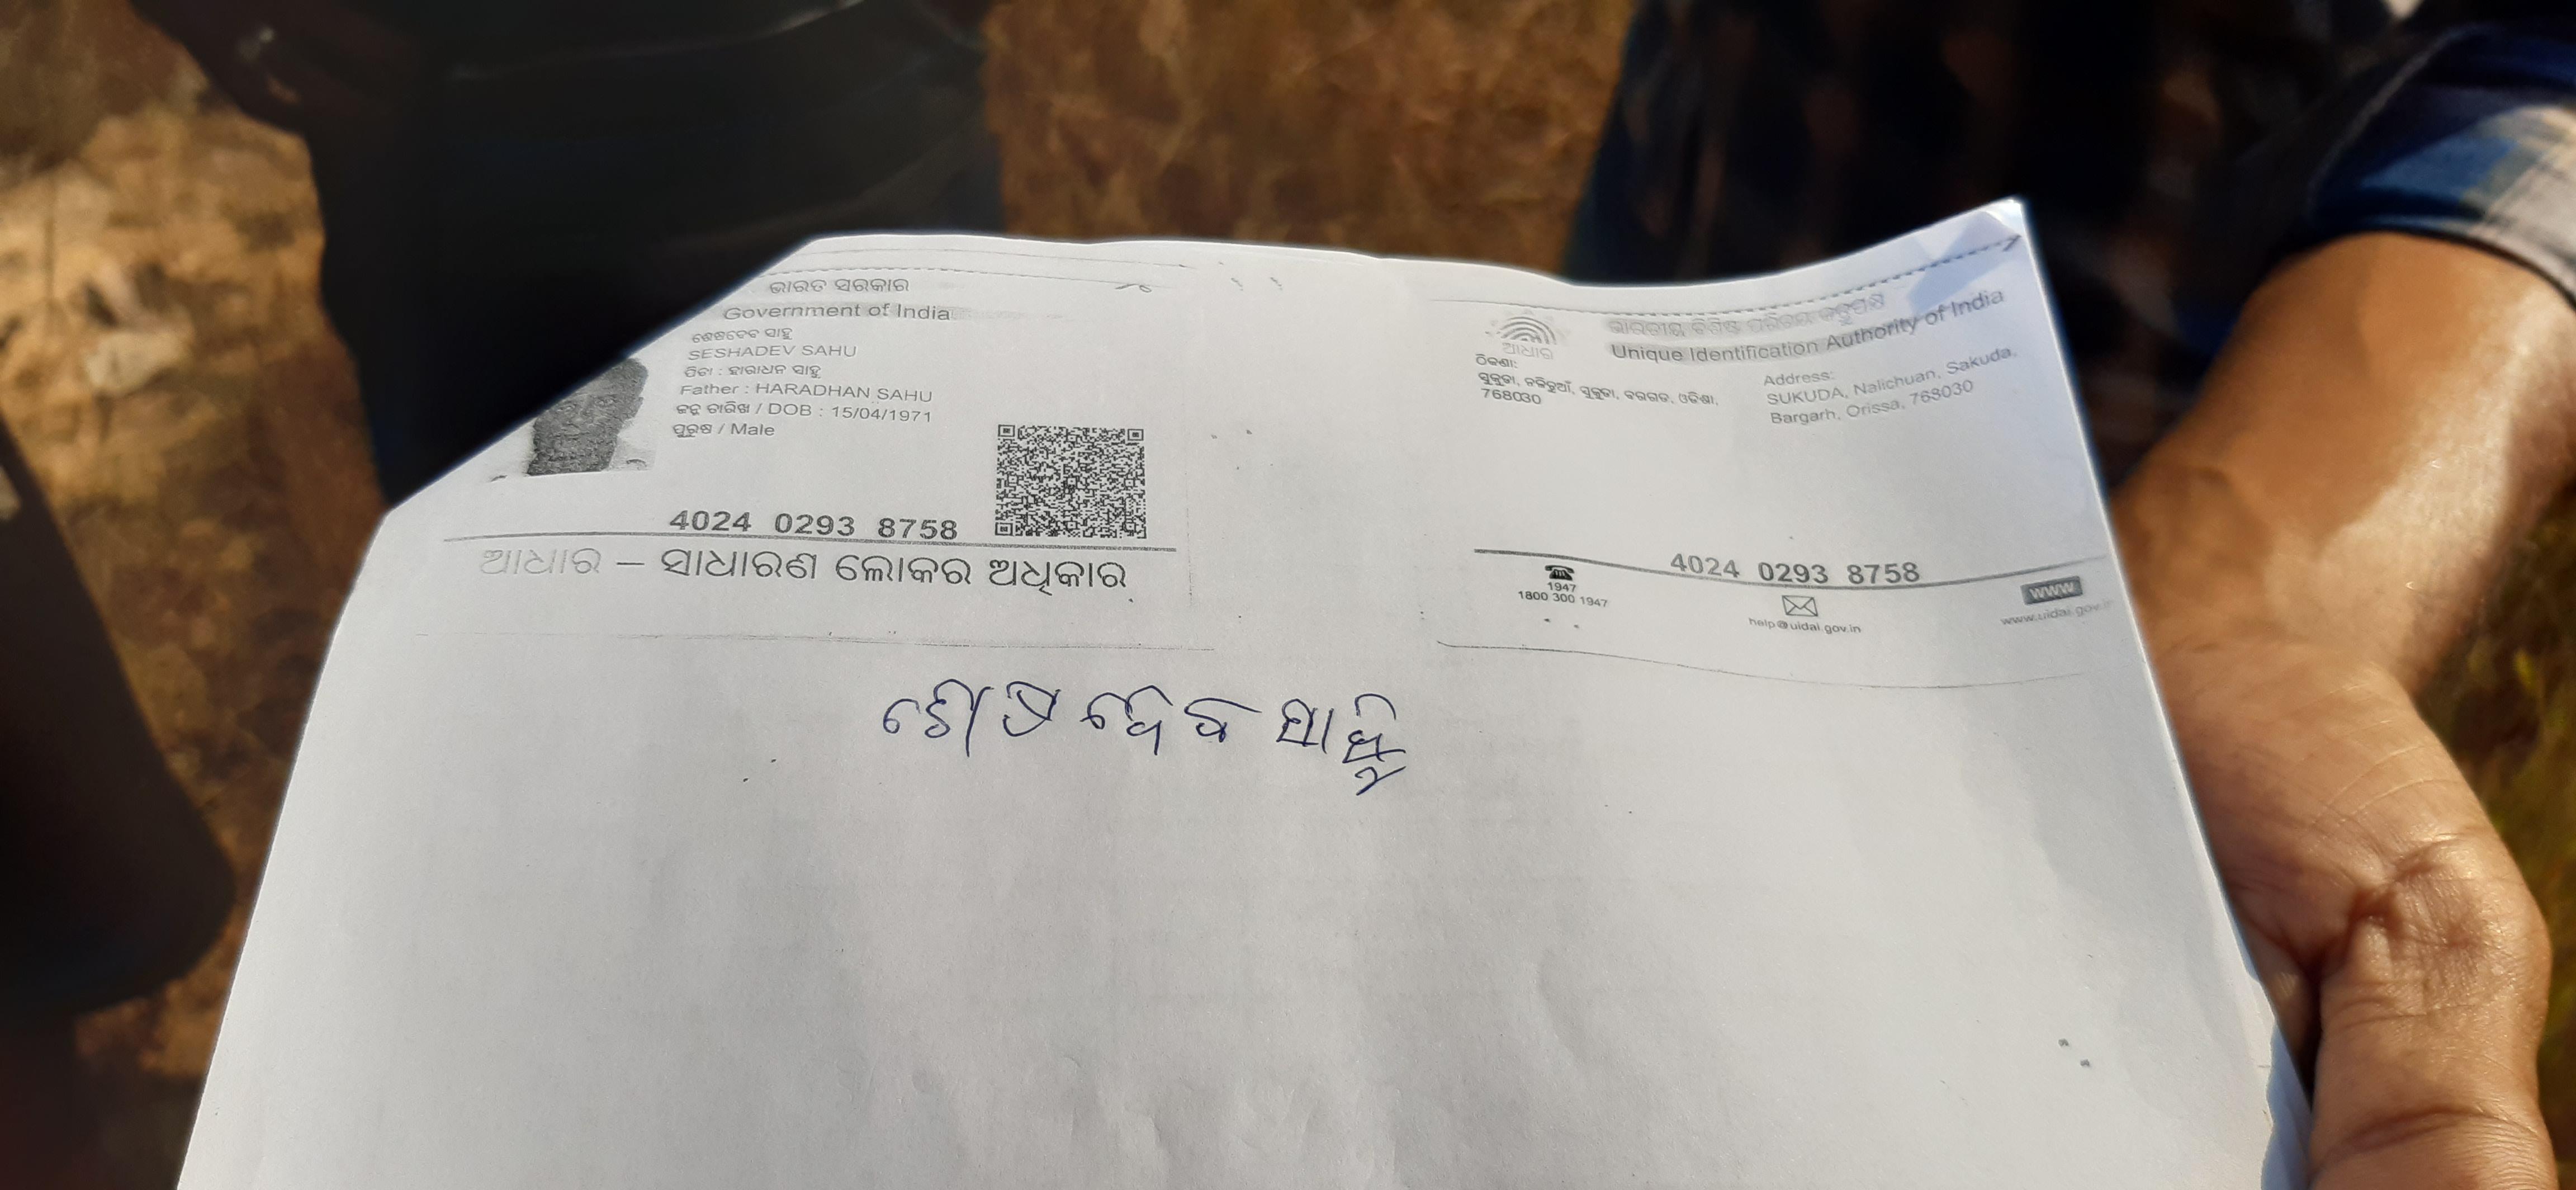 ଭାରତ ସରକାର
Government of India
ଶେଷଦେବ ସାହୁ
SESHADEV SAHU
ପିତା : ହାରାଧନ ସାହୁ
Father : HARADHAN SAHU
ଜନ୍ମ ତାରିଖ / DOB : 15/04/1971
ପୁରୁଷ / Male
4024 0293 8758
ଆଧାର – ସାଧାରଣ ଲୋକର ଅଧିକାର
ଆଧାର
ଭାରତୀୟ ବିଶିଷ୍ଟ ପରିଚୟ
Unique Identification Authority of India
ଠିକଣା:
ସୁକୁଡା, ନଳିଚୁଆଁ, ସୁକୁଡା, ବରଗଡ, ଓଡିଶା,
768030
Address:
SUKUDA, Nalichuan, Sakuda,
Bargarh, Orissa, 768030
4024 0293 8758
1947
1800 300 1947
help@uidai.gov.in
www
www.uidai.gov.in
ସାହୁ